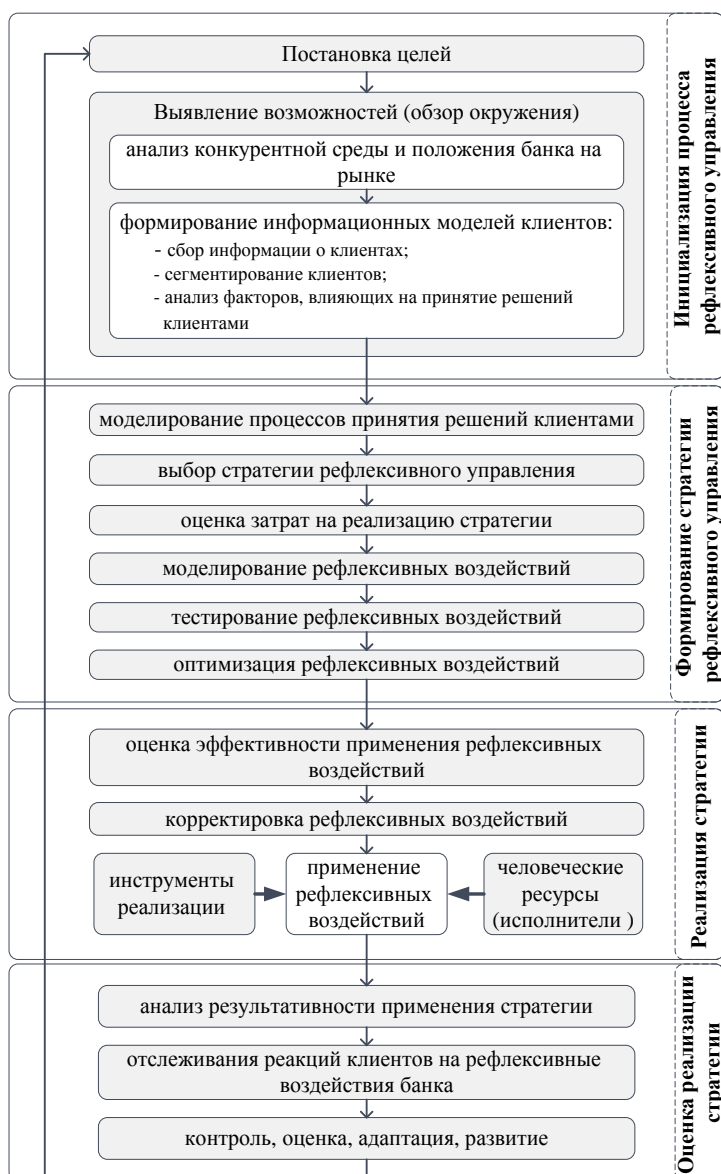 Постановка целей
Выявление возможностей (обзор окружения)
анализ конкурентной среды и положения банка на
рынке
формирование информационных моделей клиентов:
- сбор информации о клиентах;
- сегментирование клиентов;
- анализ факторов, влияющих на принятие решений
клиентами
Инициализация процесса
рефлексивного управления
моделирование процессов принятия решений клиентами
выбор стратегии рефлексивного управления
оценка затрат на реализацию стратегии
моделирование рефлексивных воздействий
тестирование рефлексивных воздействий
оптимизация рефлексивных воздействий
Формирование стратегии
рефлексивного управления
оценка эффективности применения рефлексивных
воздействий
корректировка рефлексивных воздействий
инструменты
реализации
применение
рефлексивных
воздействий
человеческие
ресурсы
(исполнители )
Реализация стратегии
анализ результативности применения стратегии
отслеживания реакций клиентов на рефлексивные
воздействия банка
контроль, оценка, адаптация, развитие
Оценка реализации
стратегии